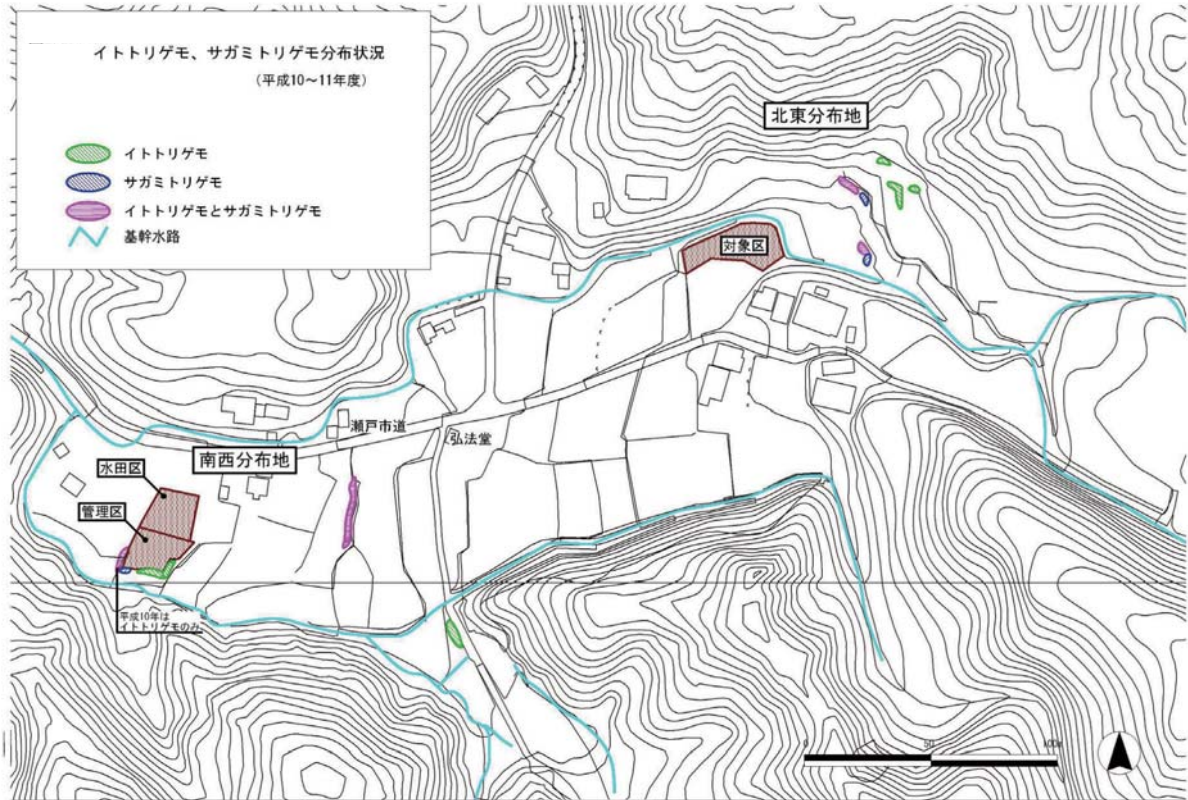 イトトリゲモ、サガミトリゲモ分布状況
（平成10～11年度）
イトトリゲモ
サガミトリゲモ
イトトリゲモとサガミトリゲモ
基幹水路
北東分布地
対象区
瀬戸市道
弘法堂
南西分布地
水田区
管理区
平成10年は
イトトリゲモのみ
0 50 100m